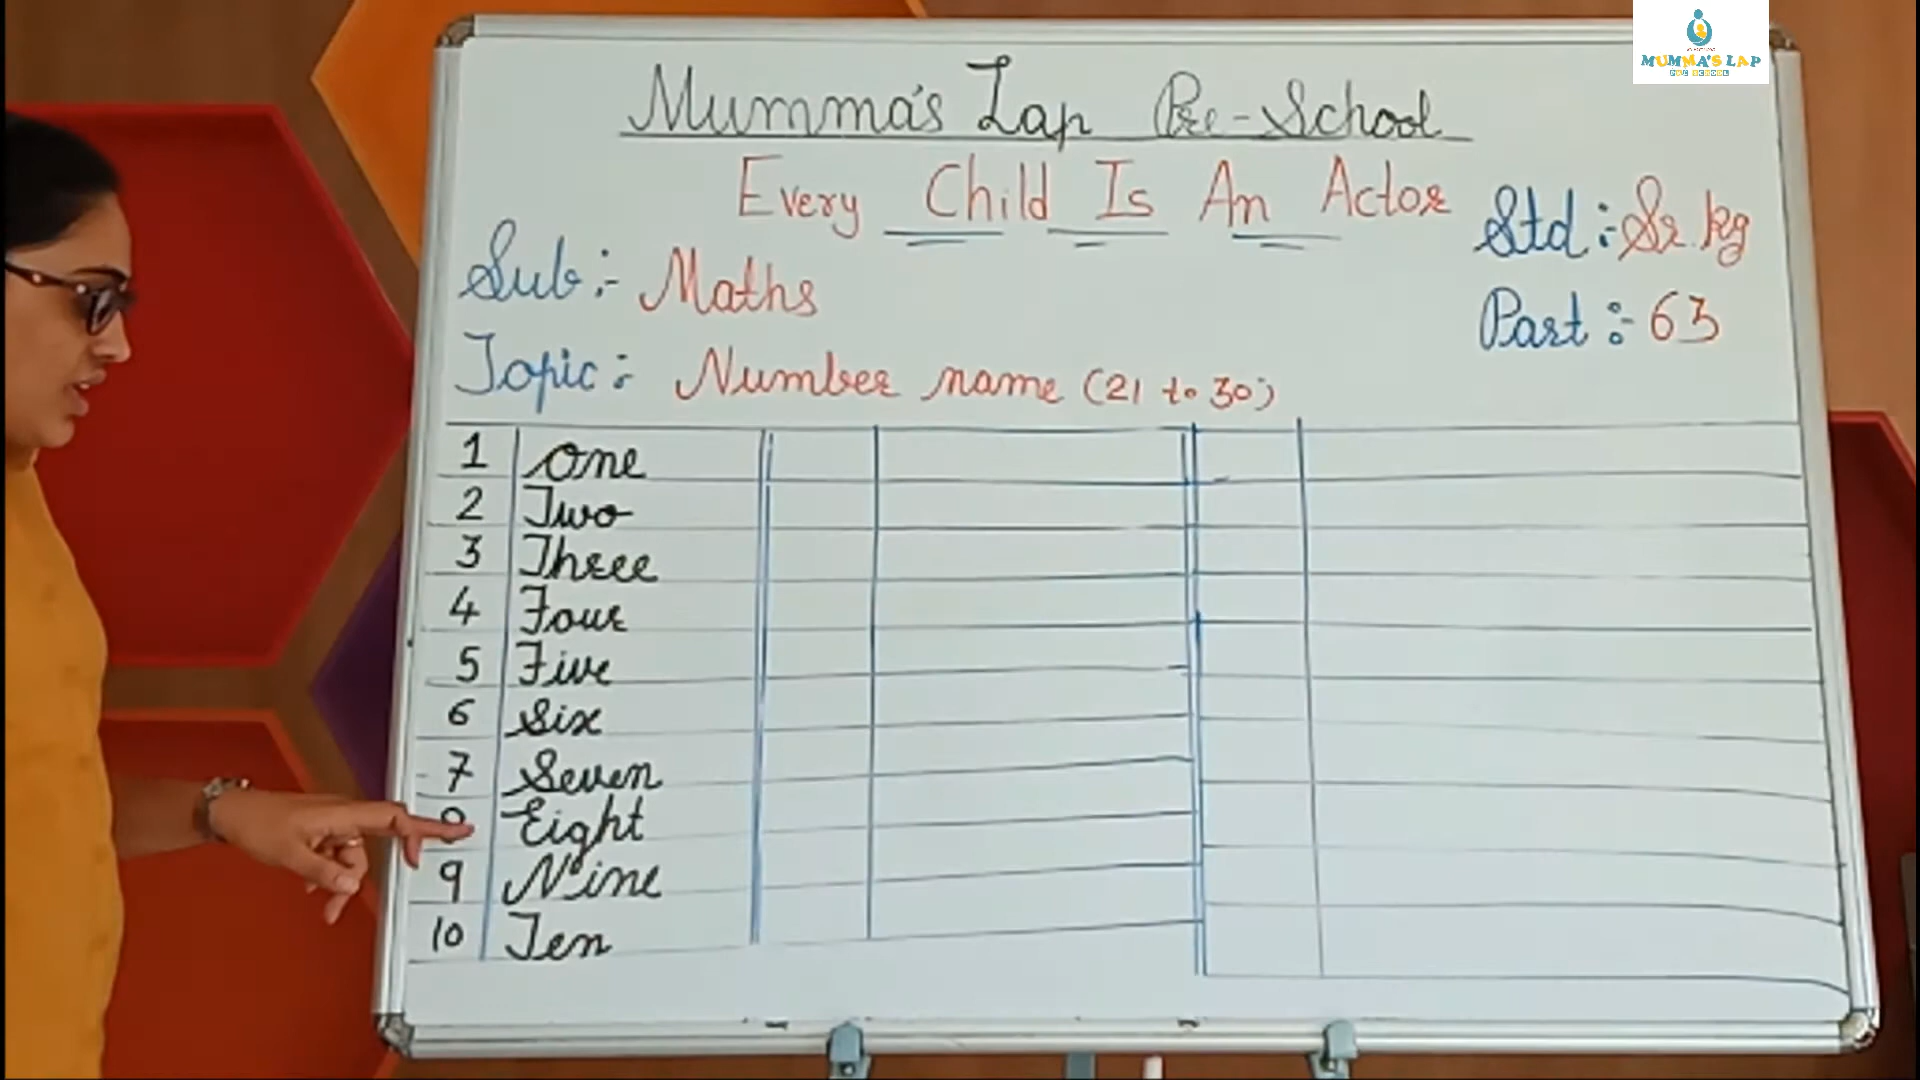 MUMMA'S LAP
PRE SCHOOL
Mumma's Lap Pre-School
Every Child Is An Actor
Std :- Sr. kg
Sub :- Maths
Part :- 63
Topic :- Number name (21 to 30)
1 One
2 Two
3 Three
4 Four
5 Five
6 Six
7 Seven
8 Eight
9 Nine
10 Ten